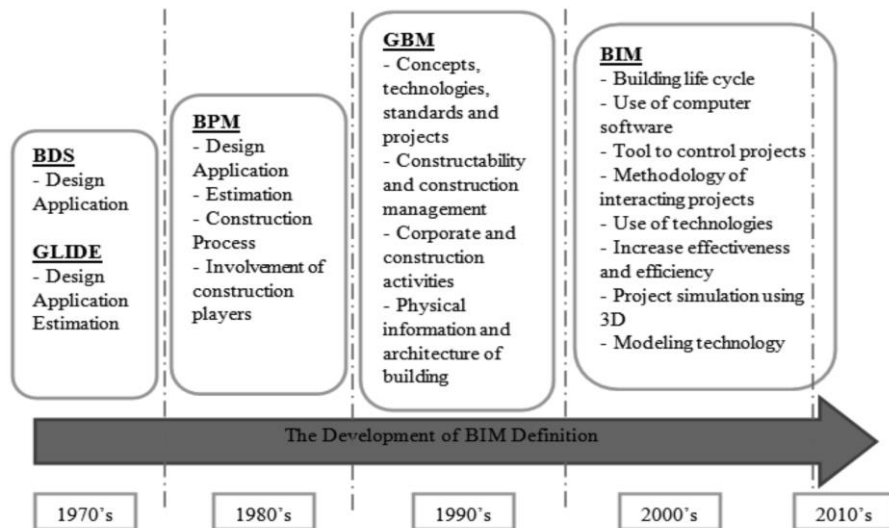 BDS
- Design
Application
GLIDE
- Design
Application
Estimation
BPM
- Design
Application
- Estimation
- Construction
Process
- Involvement of
construction
players
GBM
- Concepts,
technologies,
standards and
projects
- Constructability
and construction
management
- Corporate and
construction
activities
- Physical
information and
architecture of
building
BIM
- Building life cycle
- Use of computer
software
- Tool to control projects
- Methodology of
interacting projects
- Use of technologies
- Increase effectiveness
and efficiency
- Project simulation using
3D
- Modeling technology
The Development of BIM Definition
1970's
1980's
1990's
2000's
2010's